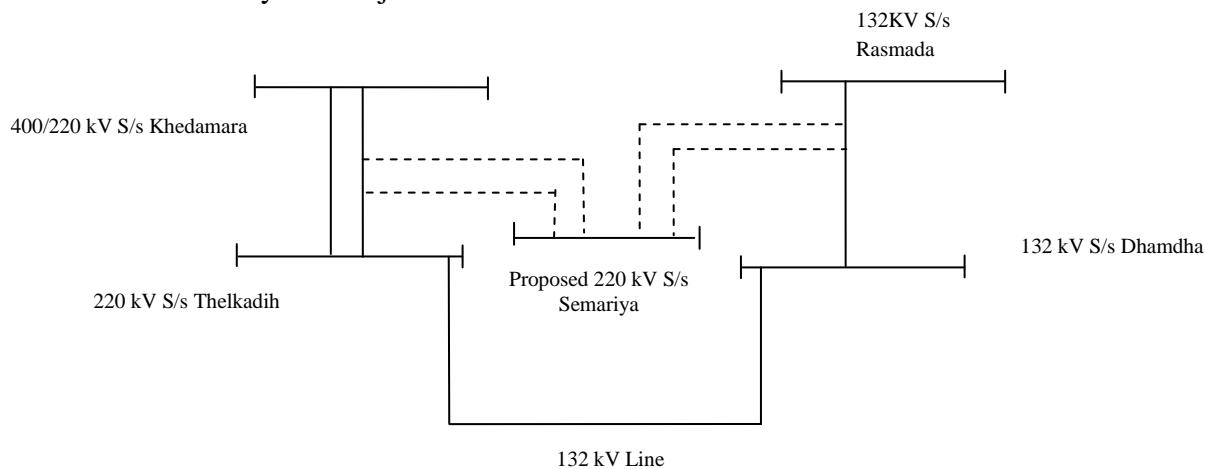 132KV S/s
Rasmada
400/220 kV S/s Khedamara
132 kV S/s Dhamdha
Proposed 220 kV S/s
Semariya
220 kV S/s Thelkadih
132 kV Line